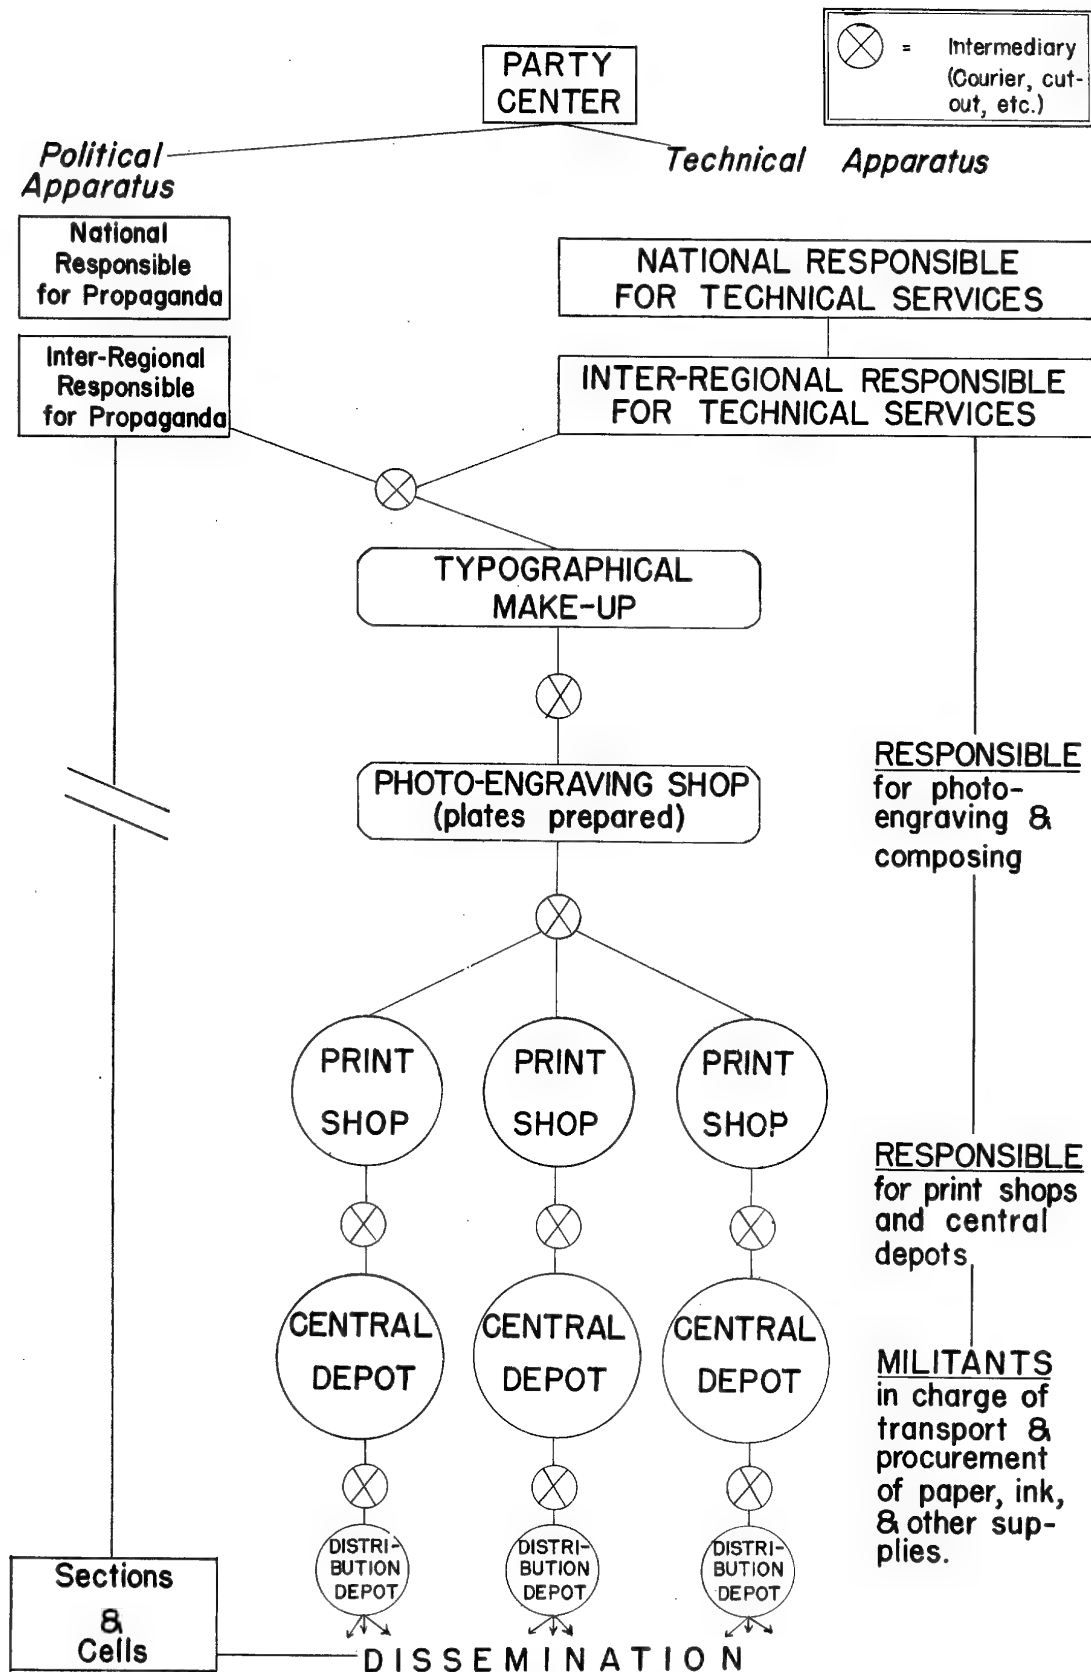 = Intermediary
(Courier, cut-
out, etc.)
PARTY
CENTER
Political
Apparatus
Technical Apparatus
National
Responsible
for Propaganda
NATIONAL RESPONSIBLE
FOR TECHNICAL SERVICES
Inter-Regional
Responsible
for Propaganda
INTER-REGIONAL RESPONSIBLE
FOR TECHNICAL SERVICES
TYPOGRAPHICAL
MAKE-UP
PHOTO-ENGRAVING SHOP
(plates prepared)
RESPONSIBLE
for photo-
engraving &
composing
PRINT
SHOP
PRINT
SHOP
PRINT
SHOP
RESPONSIBLE
for print shops
and central
depots
CENTRAL
DEPOT
CENTRAL
DEPOT
CENTRAL
DEPOT
MILITANTS
in charge of
transport &
procurement
of paper, ink,
& other sup-
plies.
DISTRI-
BUTION
DEPOT
DISTRI-
BUTION
DEPOT
DISTRI-
BUTION
DEPOT
Sections
&
Cells
DISSEMINATION